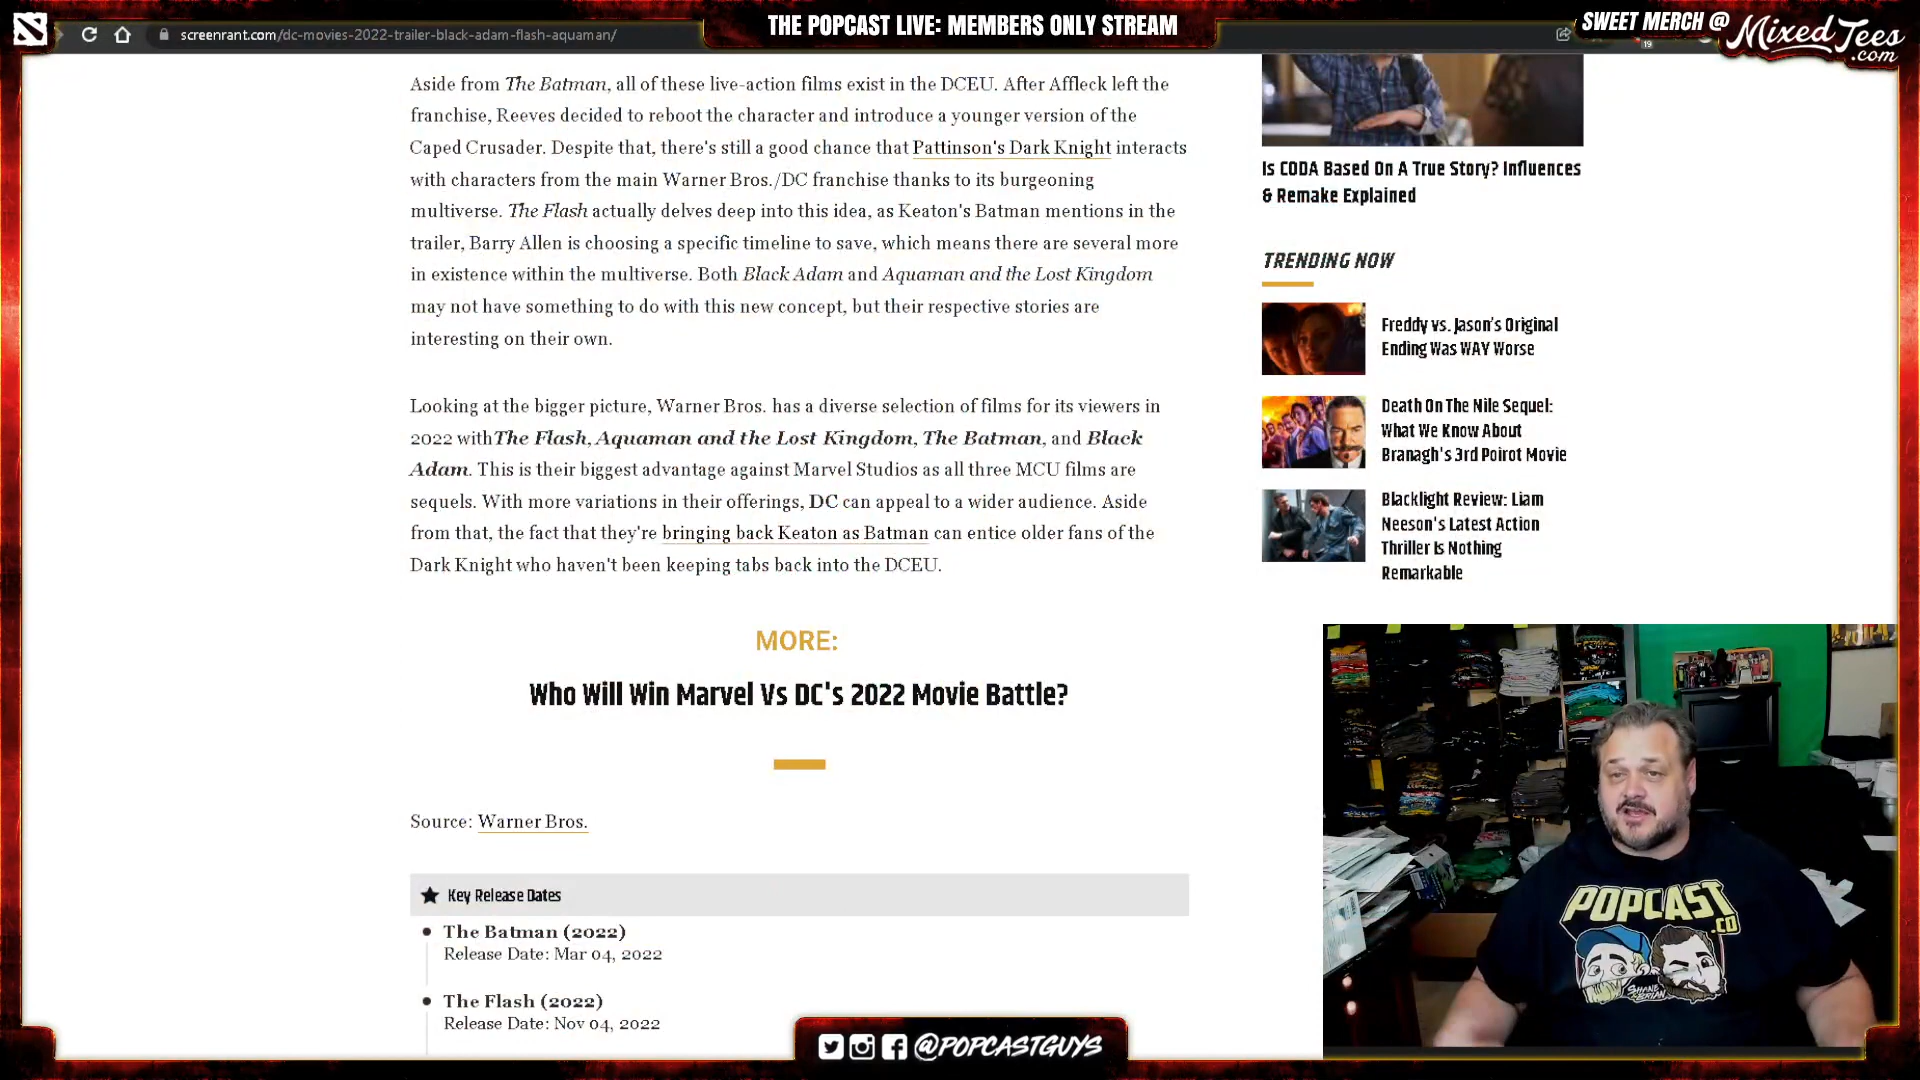 THE POPCAST LIVE: MEMBERS ONLY STREAM
SWEET MERCH @
MixedTees
.com
screenrant.com/dc-movies-2022-trailer-black-adam-flash-aquaman/
19
Aside from The Batman, all of these live-action films exist in the DCEU. After Affleck left the
franchise, Reeves decided to reboot the character and introduce a younger version of the
Caped Crusader. Despite that, there's still a good chance that Pattinson's Dark Knight interacts
with characters from the main Warner Bros./DC franchise thanks to its burgeoning
multiverse. The Flash actually delves deep into this idea, as Keaton's Batman mentions in the
trailer, Barry Allen is choosing a specific timeline to save, which means there are several more
in existence within the multiverse. Both Black Adam and Aquaman and the Lost Kingdom
may not have something to do with this new concept, but their respective stories are
interesting on their own.
Looking at the bigger picture, Warner Bros. has a diverse selection of films for its viewers in
2022 withThe Flash, Aquaman and the Lost Kingdom, The Batman, and Black
Adam. This is their biggest advantage against Marvel Studios as all three MCU films are
sequels. With more variations in their offerings, DC can appeal to a wider audience. Aside
from that, the fact that they're bringing back Keaton as Batman can entice older fans of the
Dark Knight who haven't been keeping tabs back into the DCEU.
MORE:
Who Will Win Marvel Vs DC's 2022 Movie Battle?
Source: Warner Bros.
Key Release Dates
The Batman (2022)
Release Date: Mar 04, 2022
The Flash (2022)
Release Date: Nov 04, 2022
Is CODA Based On A True Story? Influences
& Remake Explained
TRENDING NOW
Freddy vs. Jason's Original
Ending Was WAY Worse
Death On The Nile Sequel:
What We Know About
Branagh's 3rd Poirot Movie
Blacklight Review: Liam
Neeson's Latest Action
Thriller Is Nothing
Remarkable
POPCAST
.CO
SHANE
BRIAN
@POPCASTGUYS